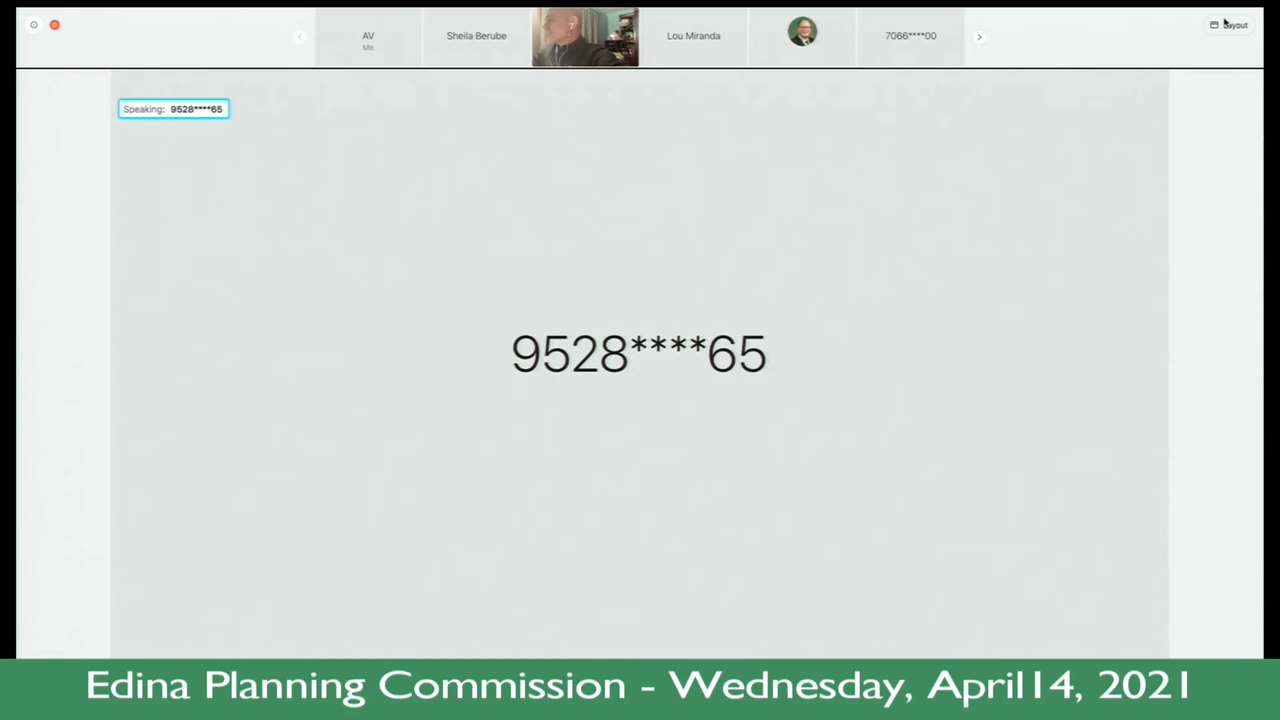 AV
Me
Sheila Berube
Lou Miranda
7066****00
Layout
Speaking: 9528****65
9528****65
Edina Planning Commission - Wednesday, April14, 2021